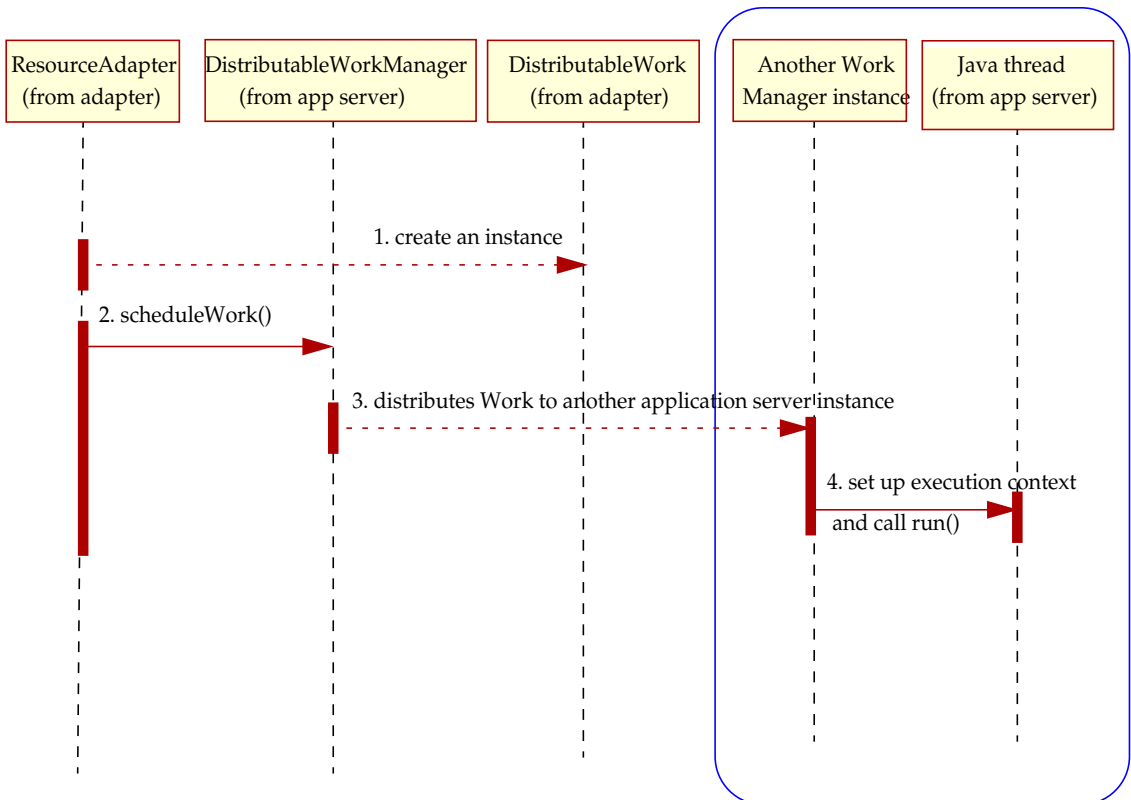 ResourceAdapter
(from adapter)
DistributableWorkManager
(from app server)
DistributableWork
(from adapter)
Another Work
Manager instance
Java thread
(from app server)
1. create an instance
2. scheduleWork()
3. distributes Work to another application server instance
4. set up execution context
and call run()